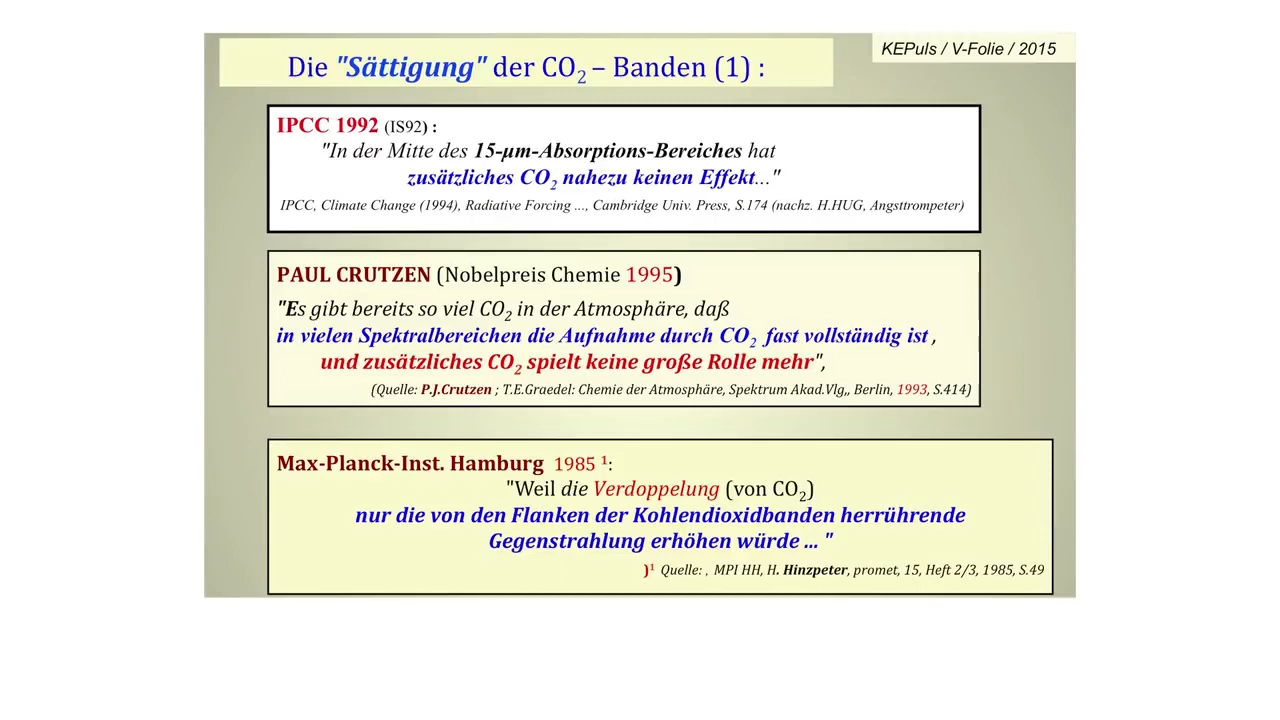 KEPuls / V-Folie / 2015
Die "Sättigung" der CO₂ – Banden (1) :
IPCC 1992 (IS92) :
"In der Mitte des 15-µm-Absorptions-Bereiches hat
zusätzliches CO₂ nahezu keinen Effekt..."
IPCC, Climate Change (1994), Radiative Forcing ..., Cambridge Univ. Press, S.174 (nachz. H.HUG, Angsttrompeter)
PAUL CRUTZEN (Nobelpreis Chemie 1995)
"Es gibt bereits so viel CO₂ in der Atmosphäre, daß
in vielen Spektralbereichen die Aufnahme durch CO₂ fast vollständig ist ,
und zusätzliches CO₂ spielt keine große Rolle mehr",
(Quelle: P.J.Crutzen ; T.E.Graedel: Chemie der Atmosphäre, Spektrum Akad.Vlg,, Berlin, 1993, S.414)
Max-Planck-Inst. Hamburg 1985 ¹:
"Weil die Verdoppelung (von CO₂)
nur die von den Flanken der Kohlendioxidbanden herrührende
Gegenstrahlung erhöhen würde ... "
)¹ Quelle: , MPI HH, H. Hinzpeter, promet, 15, Heft 2/3, 1985, S.49